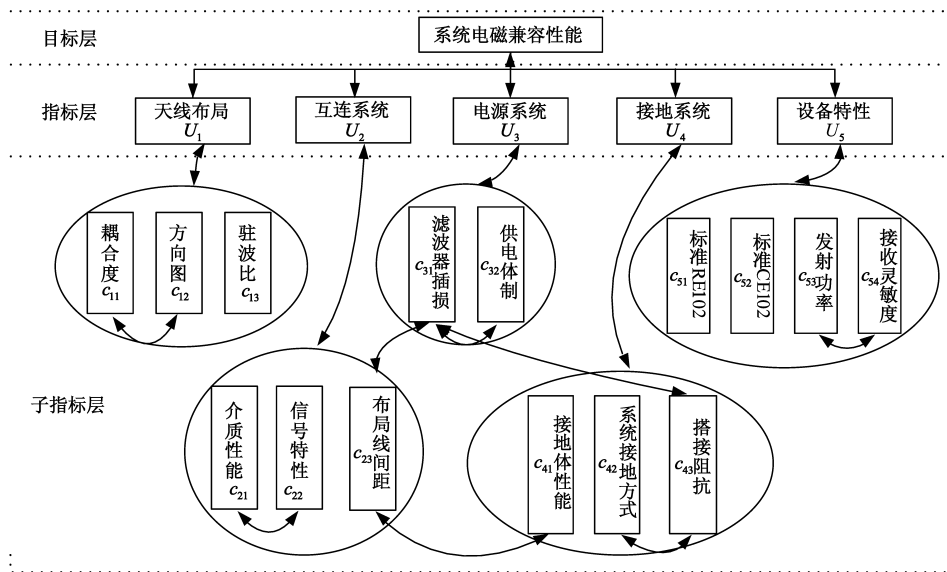 目标层
系统电磁兼容性能
指标层
天线布局
U₁
互连系统
U₂
电源系统
U₃
接地系统
U₄
设备特性
U₅
子指标层
耦合度
c₁₁
方向图
c₁₂
驻波比
c₁₃
滤波器插损
c₃₁
供电体制
c₃₂
标准RE102
c₅₁
标准CE102
c₅₂
发射功率
c₅₃
接收灵敏度
c₅₄
介质性能
c₂₁
信号特性
c₂₂
布局线间距
c₂₃
接地体性能
c₄₁
系统接地方式
c₄₂
搭接阻抗
c₄₃